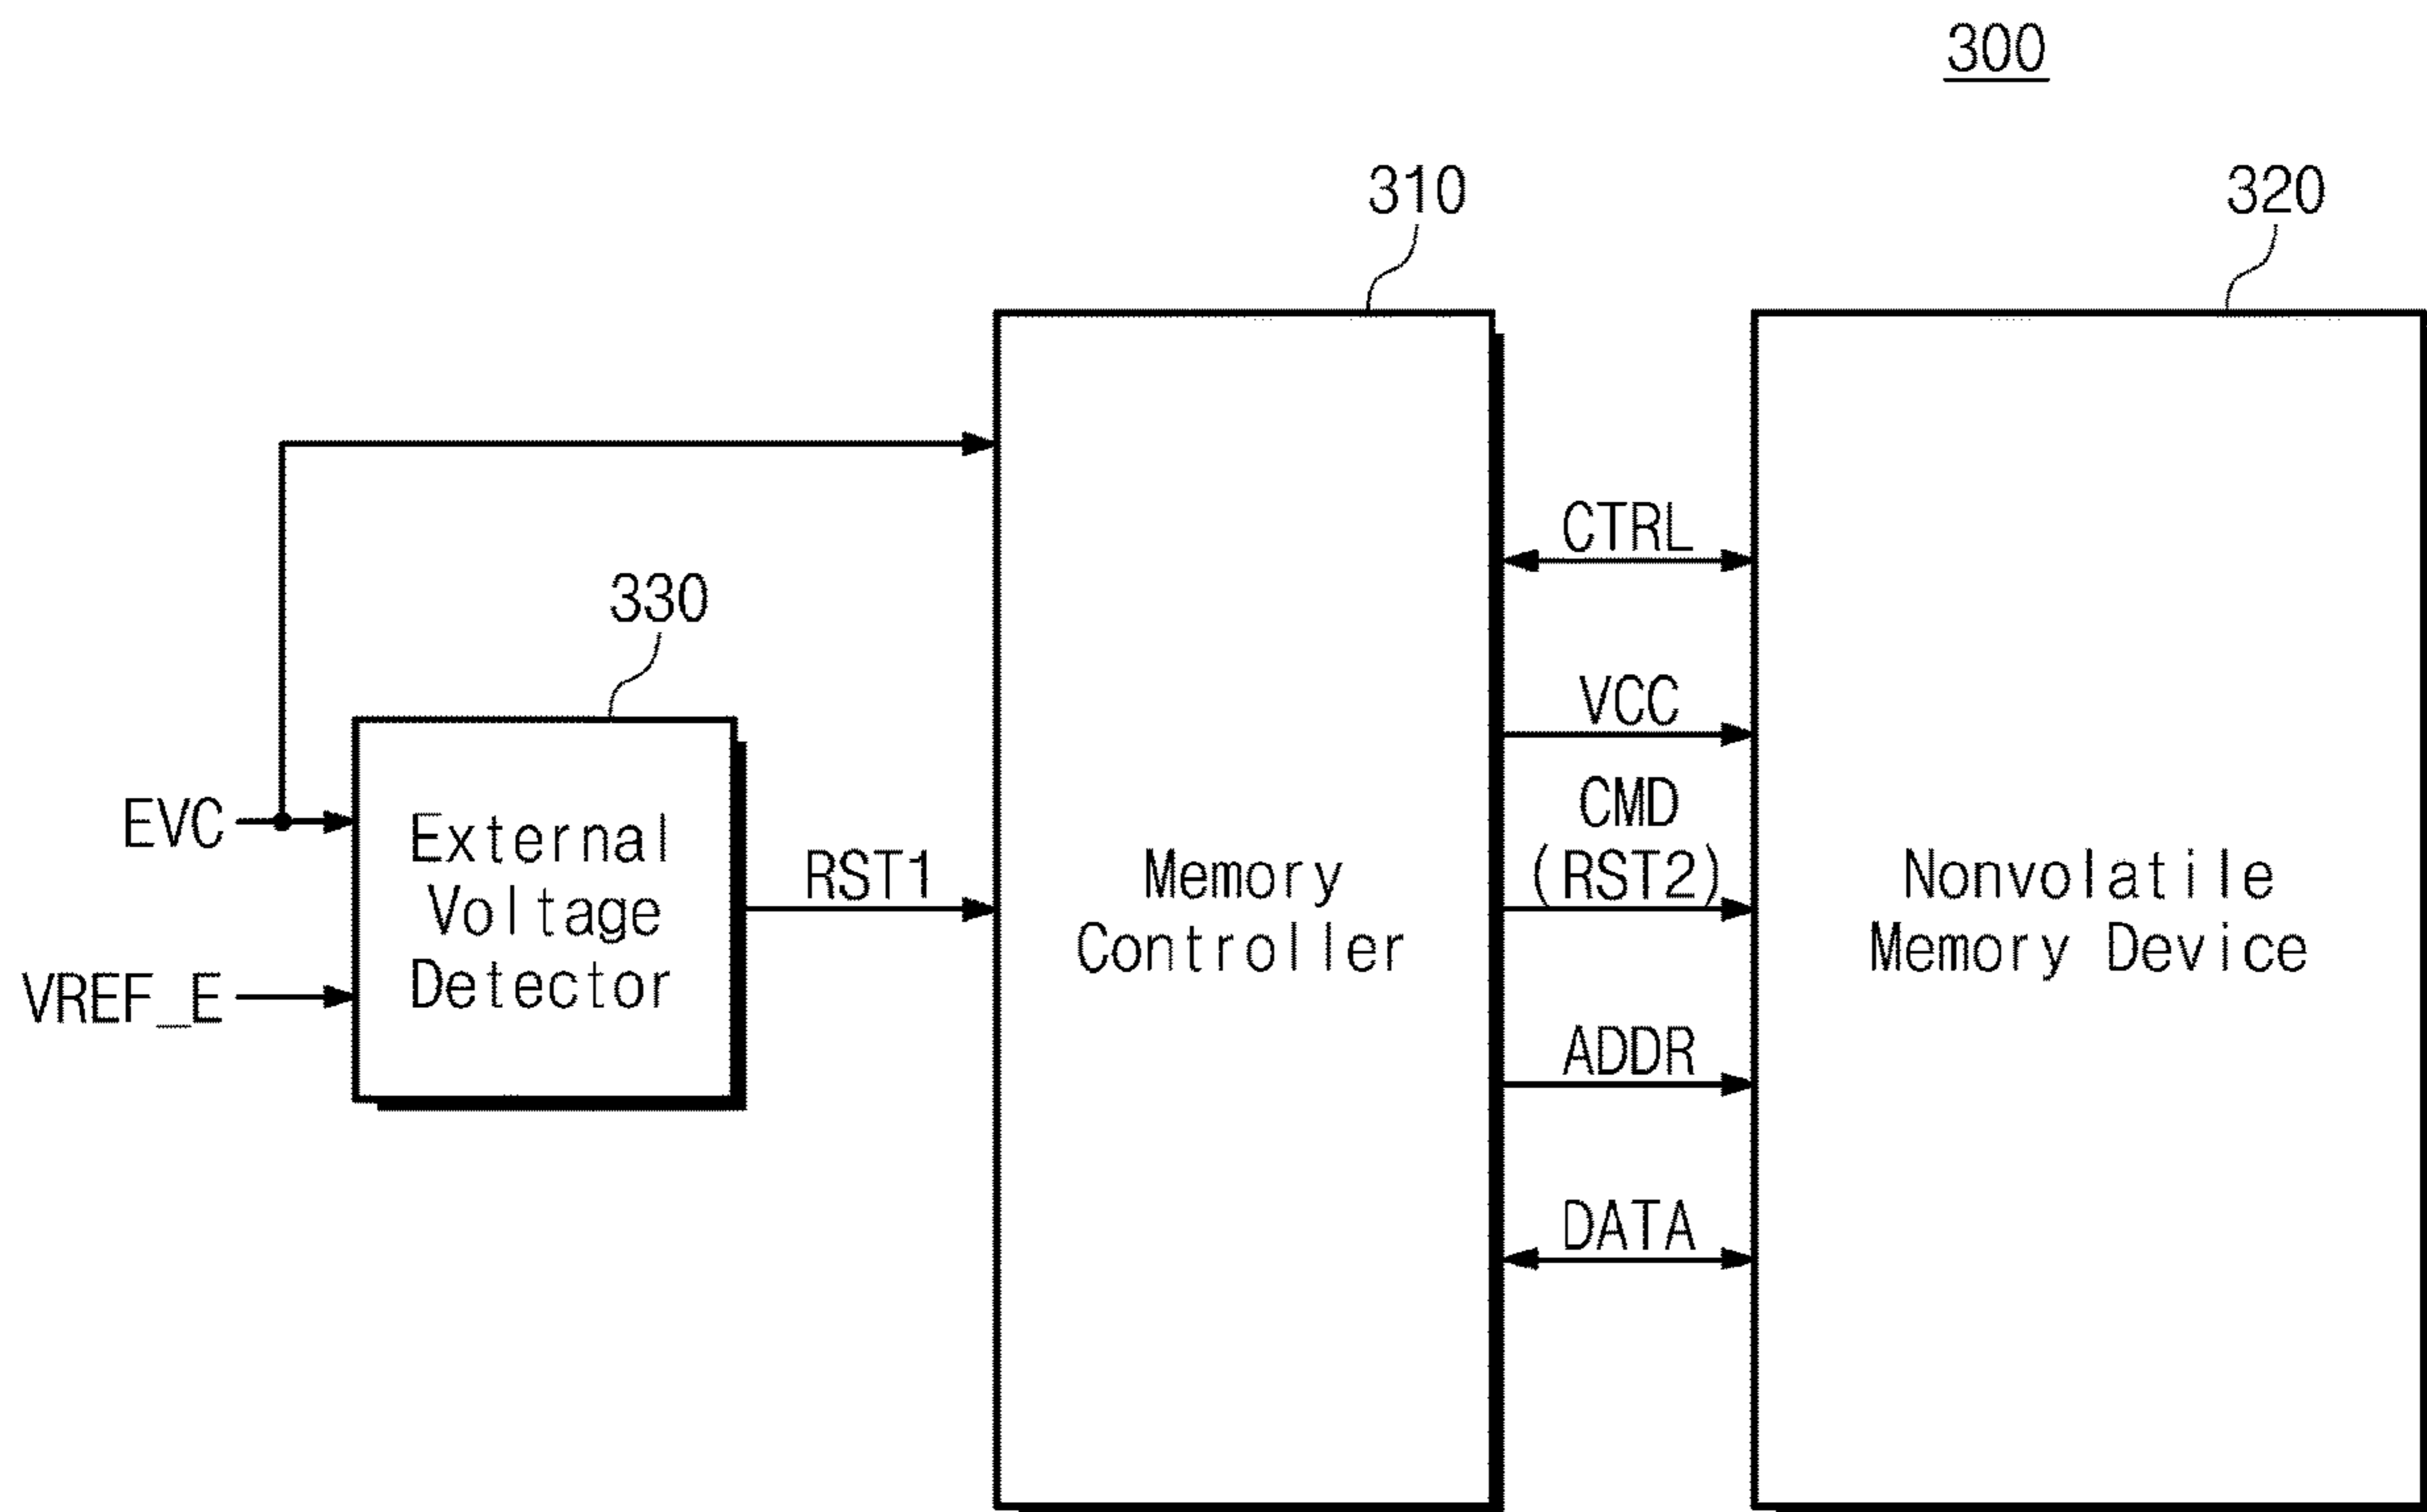 300
310
320
330
CTRL
VCC
CMD
(RST2)
ADDR
DATA
EVC
VREF_E
External
Voltage
Detector
RST1
Memory
Controller
Nonvolatile
Memory Device